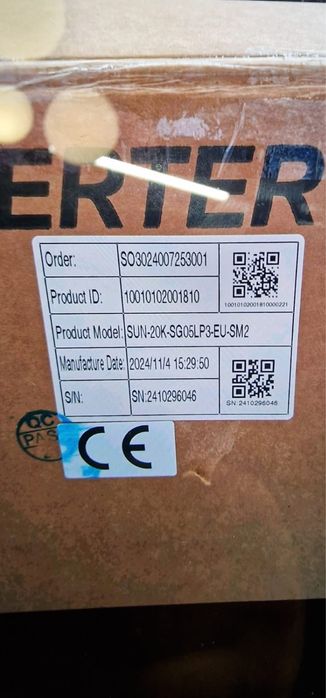 ERTER
Order: SO3024007253001
Product ID: 10010102001810
10010102001810000221
Product Model: SUN-20K-SG05LP3-EU-SM2
Manufacture Date: 2024/11/4 15:29:50
S/N: SN:2410296046
SN:2410296046
QC
PAS
CE